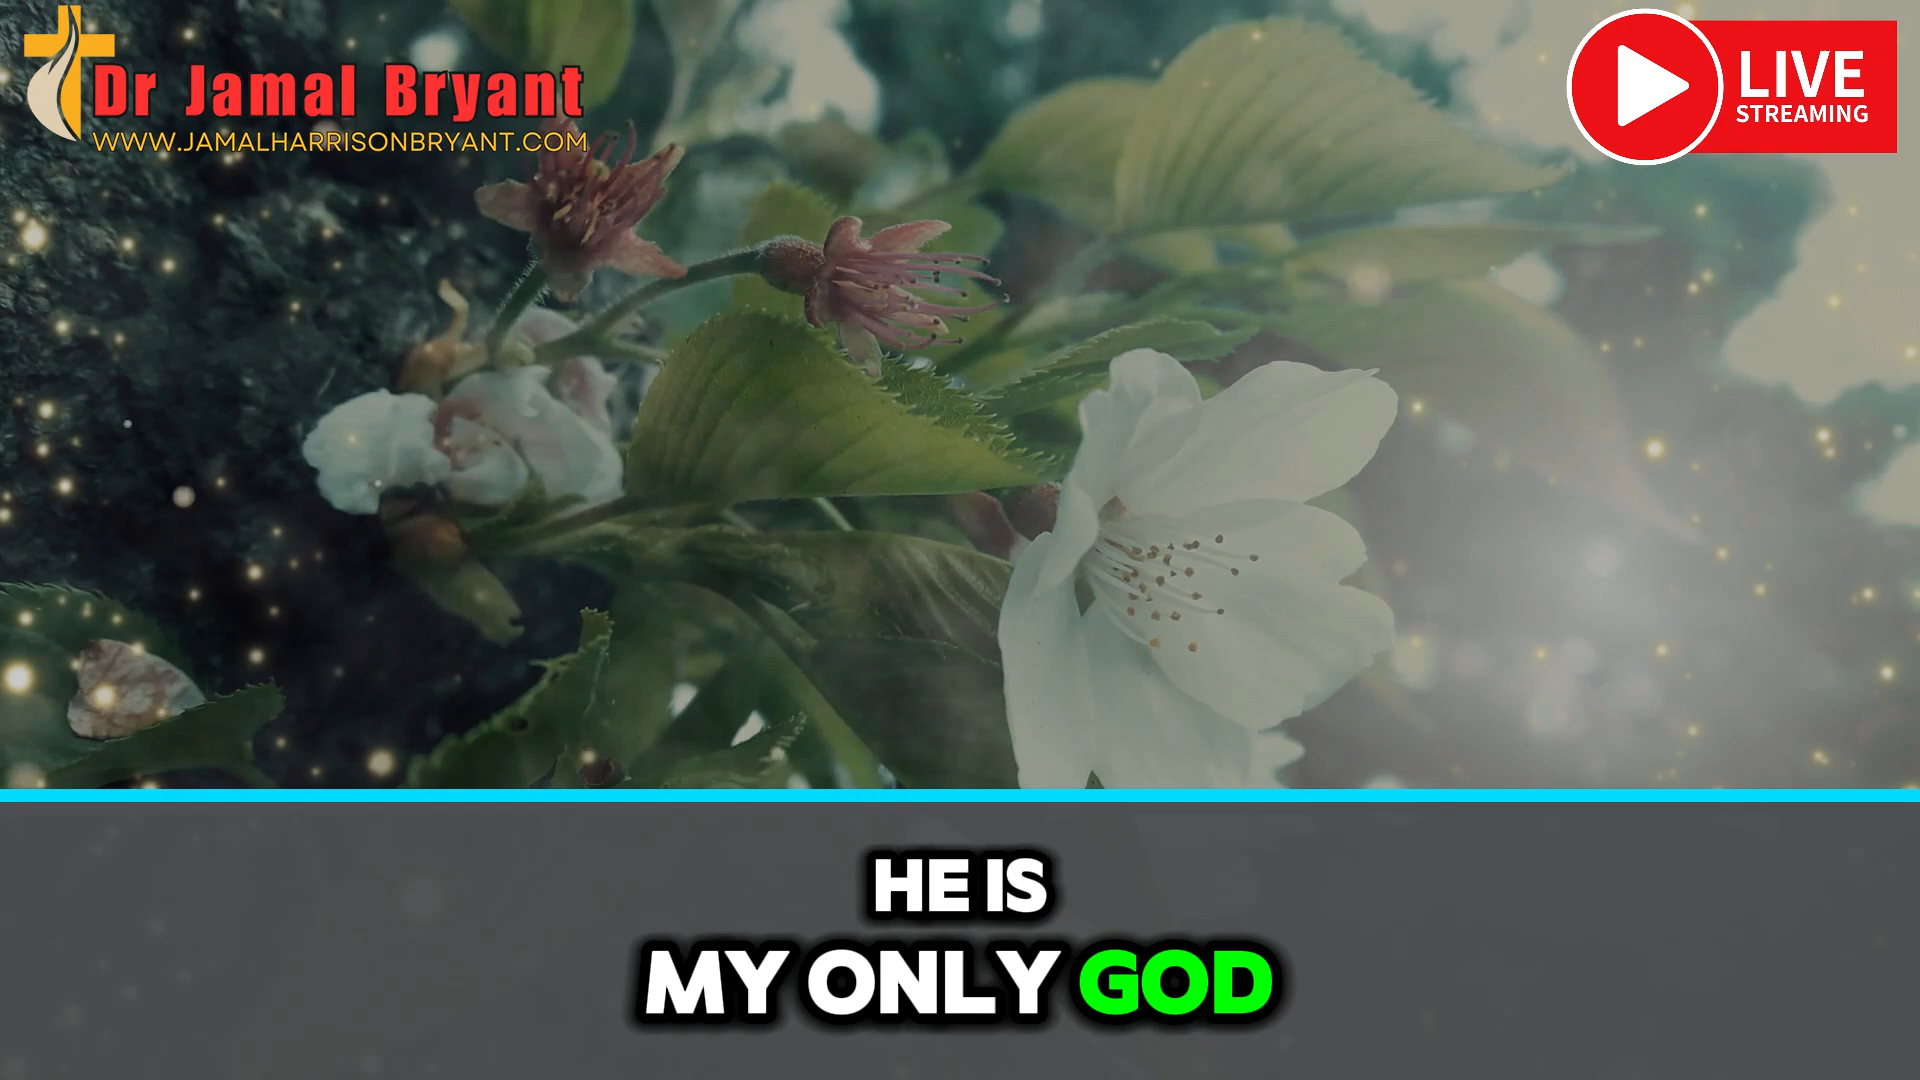 Dr Jamal Bryant
WWW.JAMALHARRISONBRYANT.COM
LIVE
STREAMING
HE IS
MY ONLY GOD